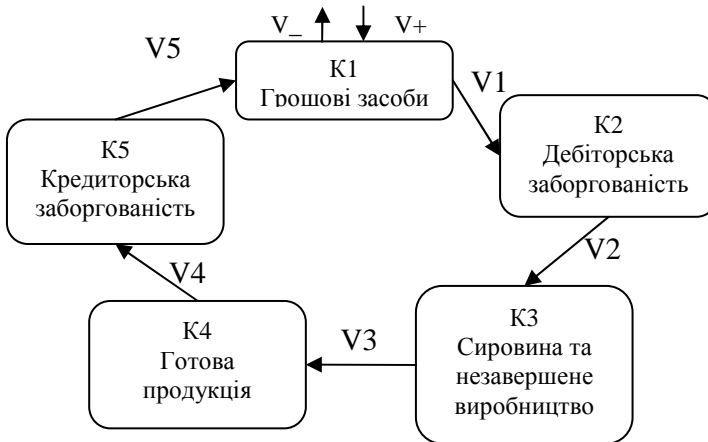 V_ V+
V5
К1
Грошові засоби
V1
К5
Кредиторська
заборгованість
К2
Дебіторська
заборгованість
V4
V2
К4
Готова
продукція
V3
К3
Сировина та
незавершене
виробництво